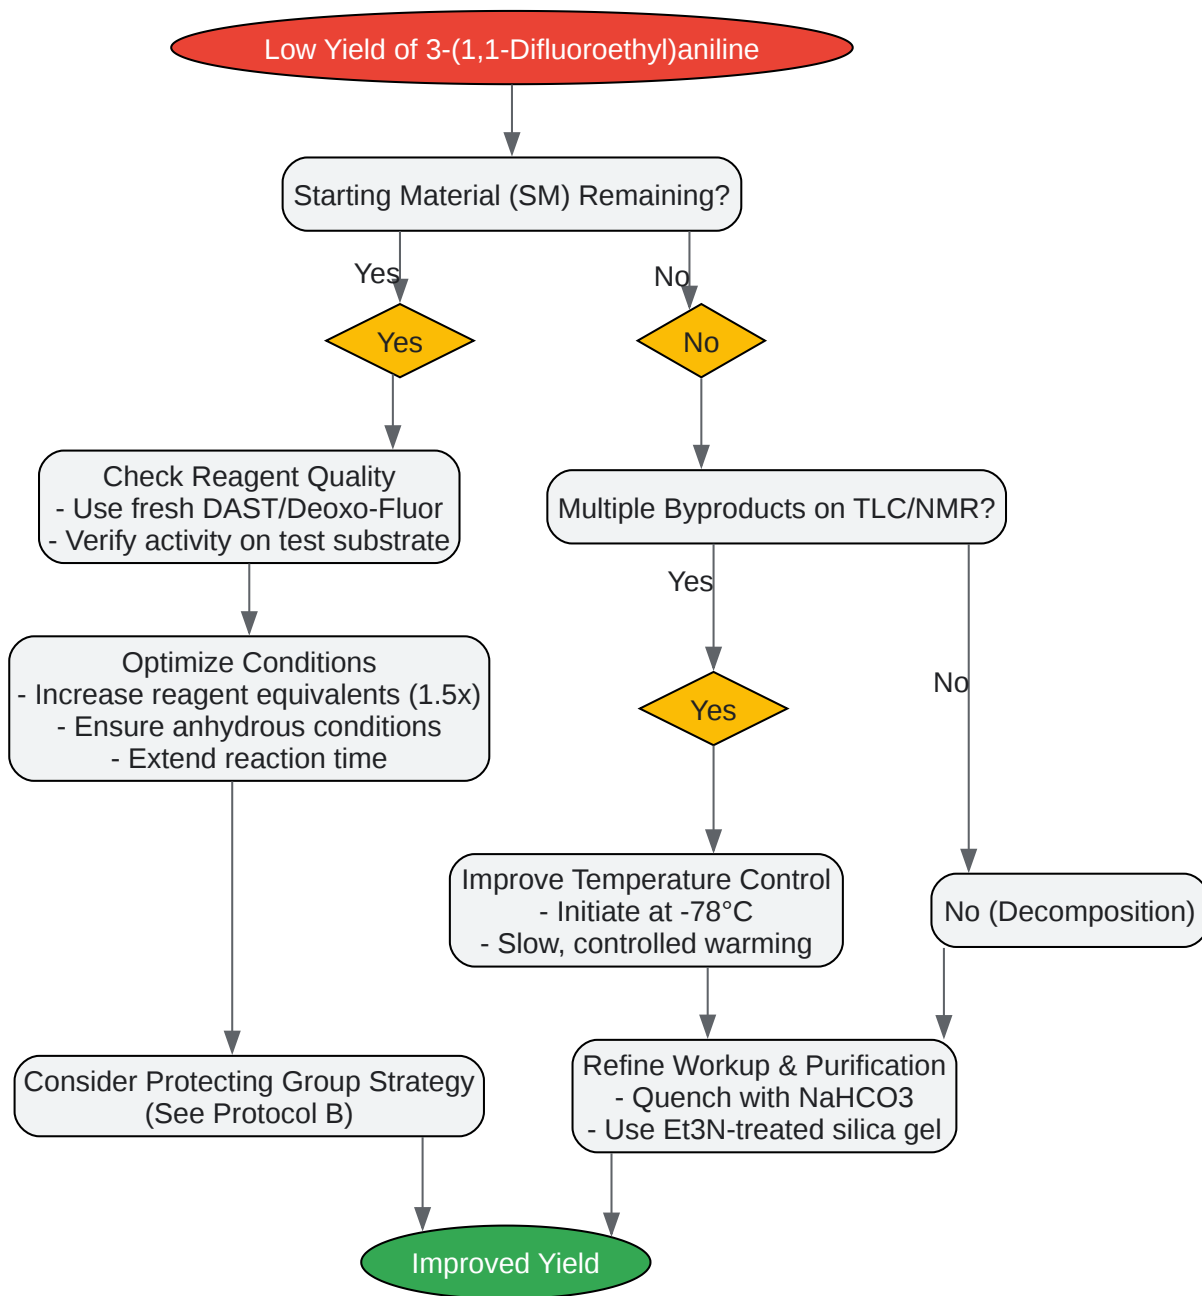 Low Yield of 3-(1,1-Difluoroethyl)aniline
Starting Material (SM) Remaining?
Yes
No
Yes
No
Check Reagent Quality
- Use fresh DAST/Deoxo-Fluor
- Verify activity on test substrate
Multiple Byproducts on TLC/NMR?
Yes
No
Optimize Conditions
- Increase reagent equivalents (1.5x)
- Ensure anhydrous conditions
- Extend reaction time
Yes
Improve Temperature Control
- Initiate at -78°C
- Slow, controlled warming
No (Decomposition)
Consider Protecting Group Strategy
(See Protocol B)
Refine Workup & Purification
- Quench with NaHCO3
- Use Et3N-treated silica gel
Improved Yield